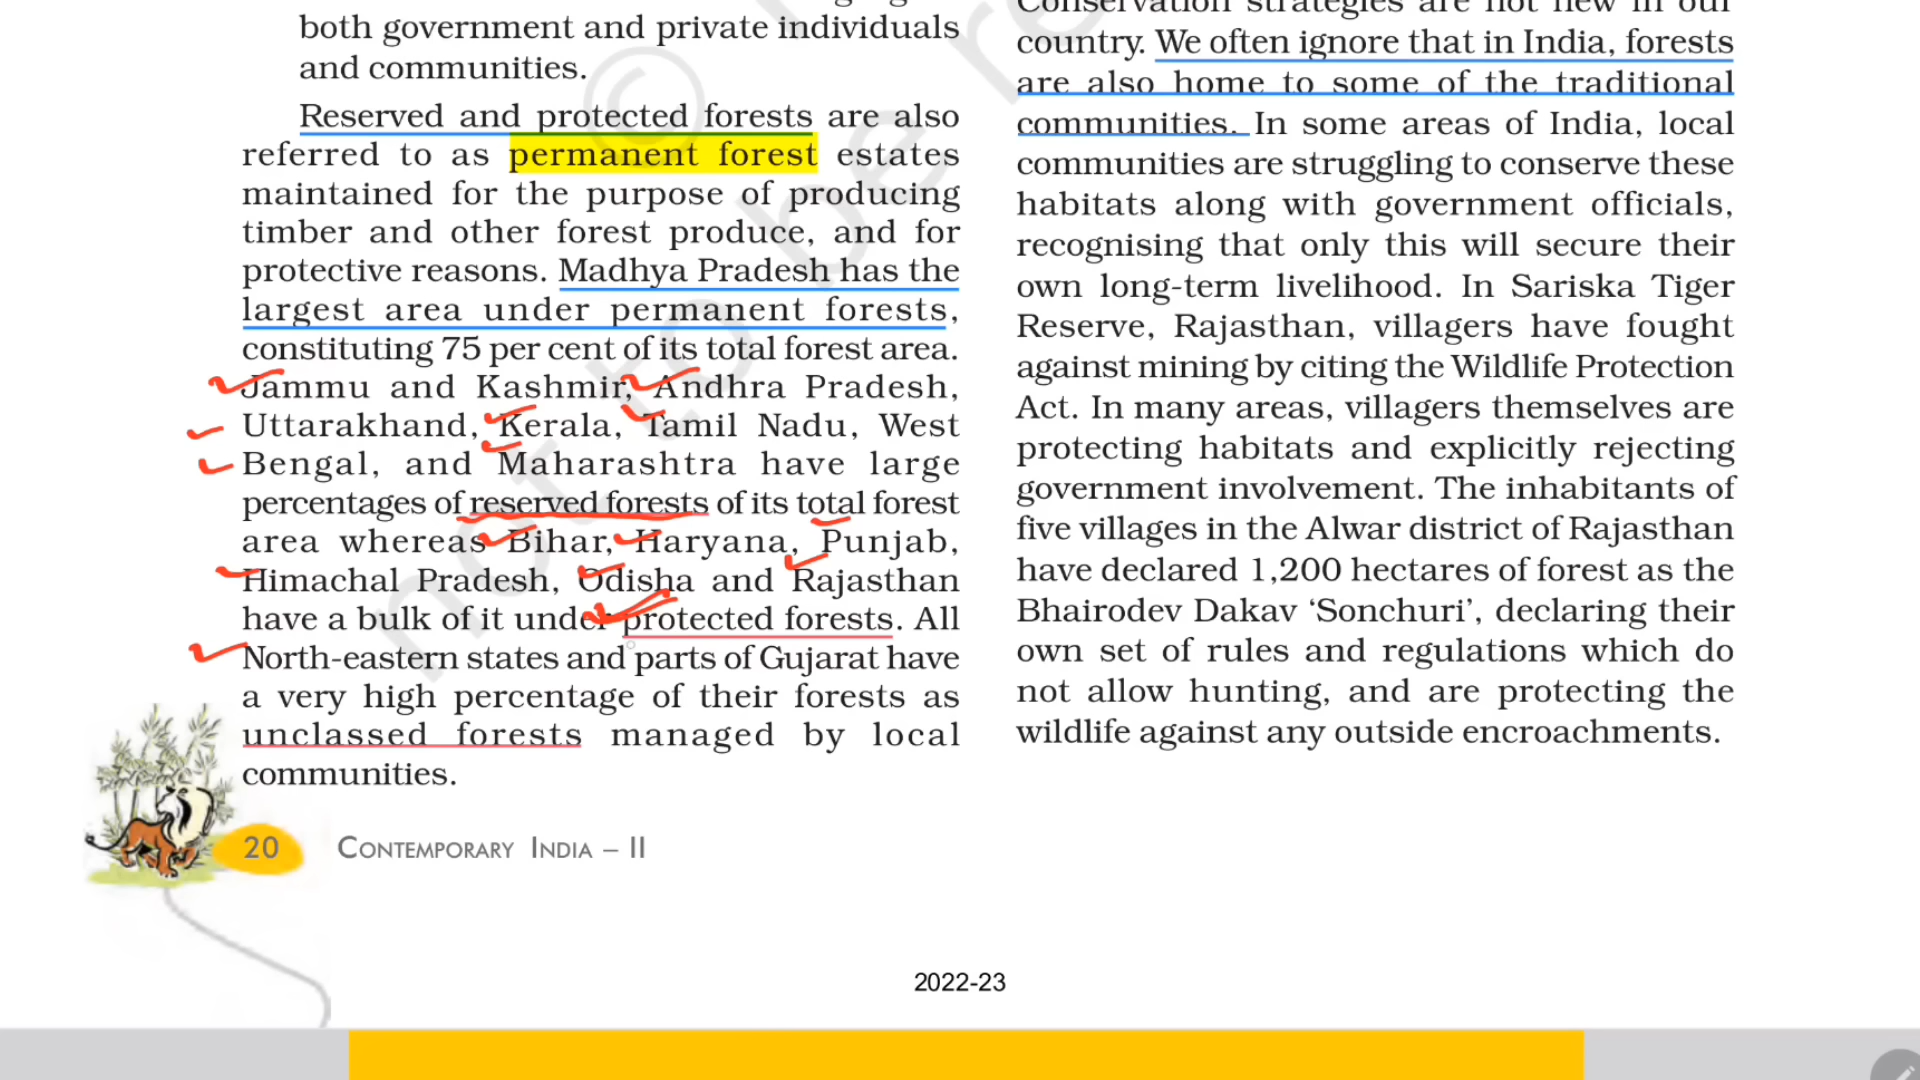 both government and private individuals
and communities.
Reserved and protected forests are also
referred to as permanent forest estates
maintained for the purpose of producing
timber and other forest produce, and for
protective reasons. Madhya Pradesh has the
largest area under permanent forests,
constituting 75 per cent of its total forest area.
Jammu and Kashmir, Andhra Pradesh,
Uttarakhand, Kerala, Tamil Nadu, West
Bengal, and Maharashtra have large
percentages of reserved forests of its total forest
area whereas Bihar, Haryana, Punjab,
Himachal Pradesh, Odisha and Rajasthan
have a bulk of it under protected forests. All
North-eastern states and parts of Gujarat have
a very high percentage of their forests as
unclassed forests managed by local
communities.
Conservation strategies are not new in our
country. We often ignore that in India, forests
are also home to some of the traditional
communities. In some areas of India, local
communities are struggling to conserve these
habitats along with government officials,
recognising that only this will secure their
own long-term livelihood. In Sariska Tiger
Reserve, Rajasthan, villagers have fought
against mining by citing the Wildlife Protection
Act. In many areas, villagers themselves are
protecting habitats and explicitly rejecting
government involvement. The inhabitants of
five villages in the Alwar district of Rajasthan
have declared 1,200 hectares of forest as the
Bhairodev Dakav ‘Sonchuri’, declaring their
own set of rules and regulations which do
not allow hunting, and are protecting the
wildlife against any outside encroachments.
20 Contemporary India – II
2022-23
© not to be re